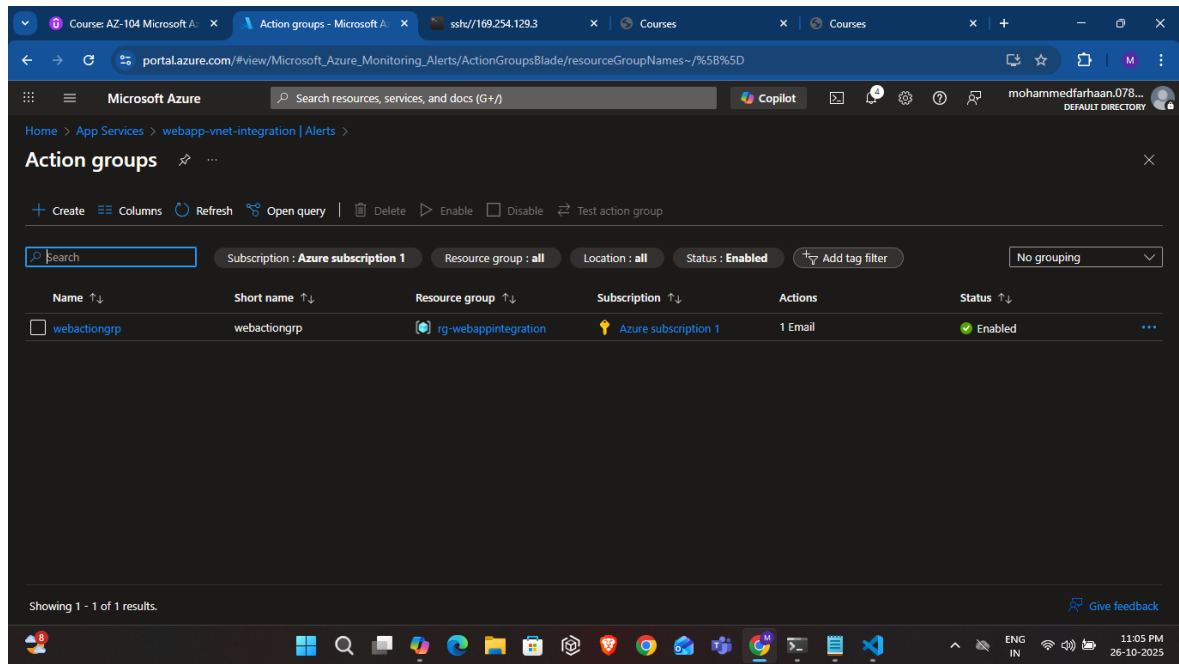 Course: AZ-104 Microsoft A
Action groups - Microsoft A
ssh://169.254.129.3
Courses
Courses
portal.azure.com/#view/Microsoft_Azure_Monitoring_Alerts/ActionGroupsBlade/resourceGroupNames~/%5B%5D
M
Microsoft Azure
Search resources, services, and docs (G+/)
Copilot
4
mohammedfarhaan.078...
DEFAULT DIRECTORY
Home > App Services > webapp-vnet-integration | Alerts >
Action groups
Create Columns Refresh Open query Delete Enable Disable Test action group
Search
Subscription : Azure subscription 1
Resource group : all
Location : all
Status : Enabled
Add tag filter
No grouping
Name ↑↓ Short name ↑↓ Resource group ↑↓ Subscription ↑↓ Actions Status ↑↓
webactiongrp webactiongrp rg-webappintegration Azure subscription 1 1 Email Enabled
Showing 1 - 1 of 1 results.
Give feedback
8
M
ENG
IN
11:05 PM
26-10-2025